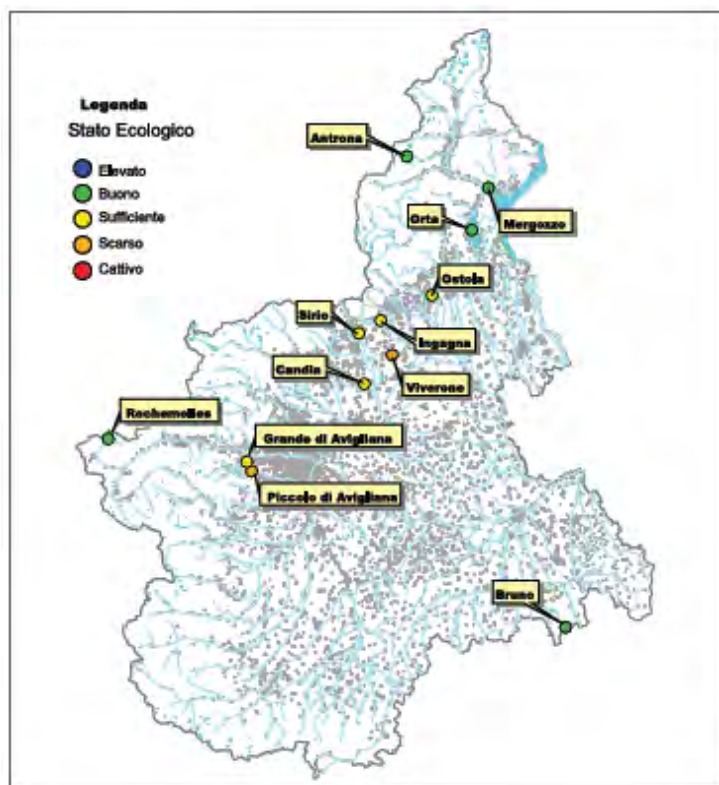 Legenda
Stato Ecologico
Elevato
Buono
Sufficiente
Scarso
Cattivo
Antrona
Mergozzo
Orta
Ostola
Sirio
Ingagna
Candia
Viverone
Rochemolles
Grande di Avigliana
Piccolo di Avigliana
Bruno